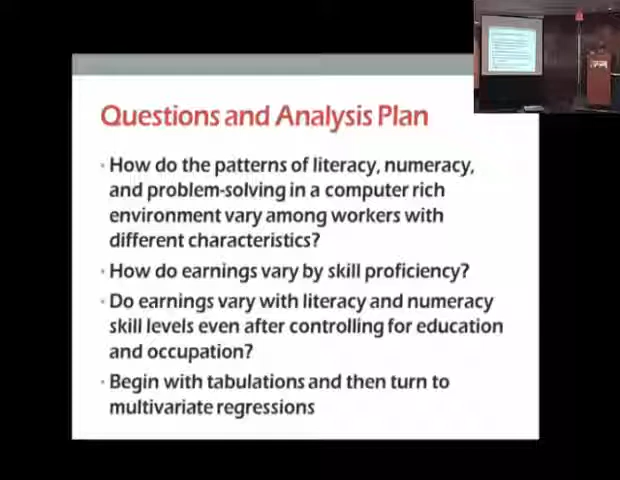 Questions and Analysis Plan
· How do the patterns of literacy, numeracy,
and problem-solving in a computer rich
environment vary among workers with
different characteristics?
· How do earnings vary by skill proficiency?
· Do earnings vary with literacy and numeracy
skill levels even after controlling for education
and occupation?
· Begin with tabulations and then turn to
multivariate regressions